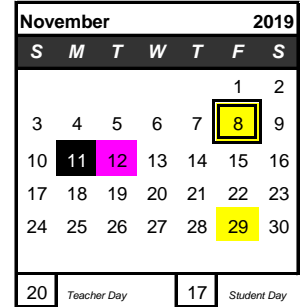 November 2019
S M T W T F S
1 2
3 4 5 6 7 8 9
10 11 12 13 14 15 16
17 18 19 20 21 22 23
24 25 26 27 28 29 30
20 Teacher Day 17 Student Day